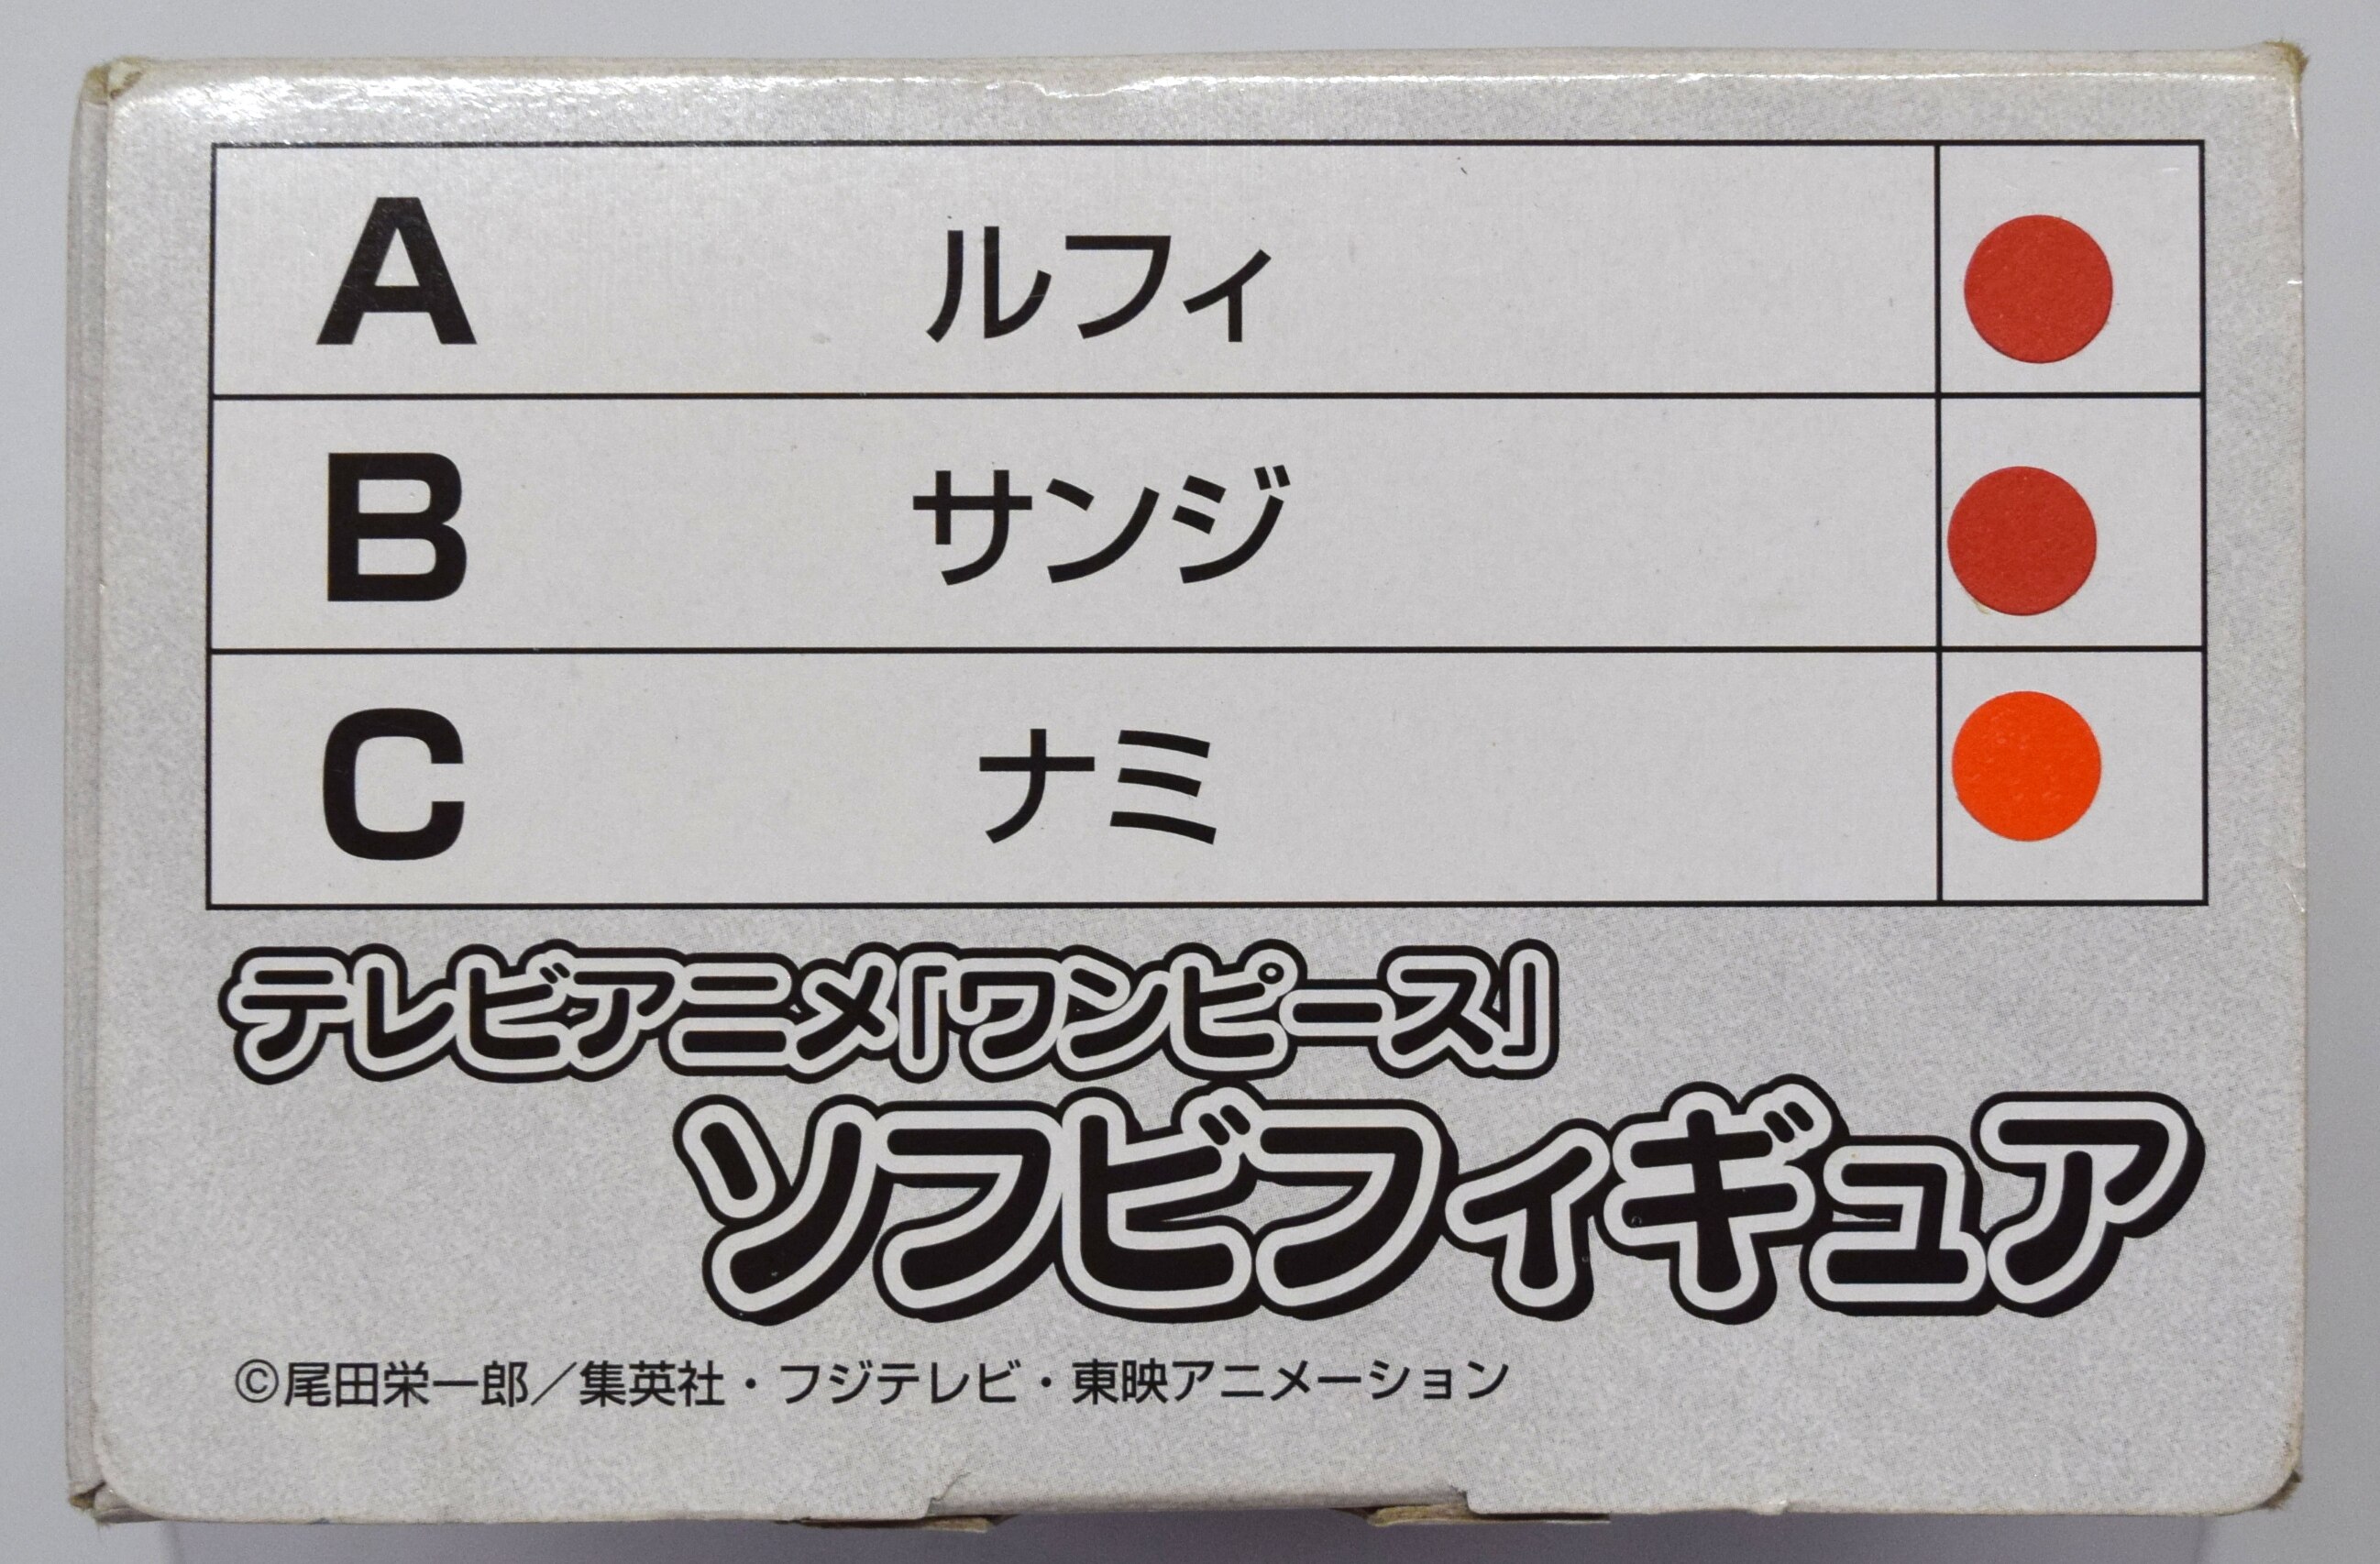 A ルフィ
B サンジ
C ナミ
テレビアニメ「ワンピース」
ソフビフィギュア
©尾田栄一郎／集英社・フジテレビ・東映アニメーション